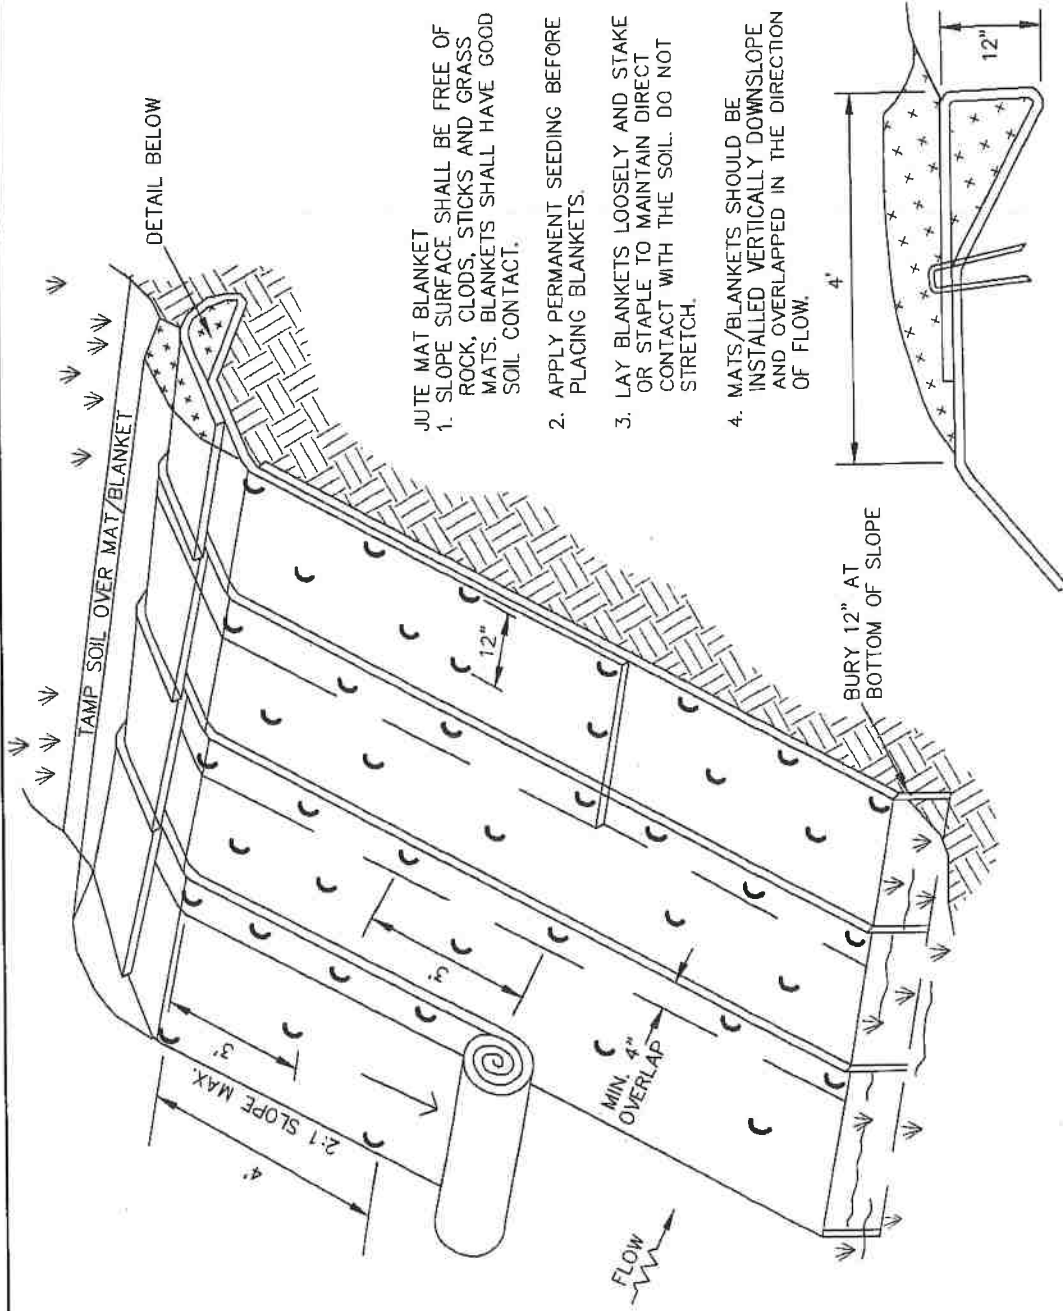 DETAIL BELOW
TAMP SOIL OVER MAT/BLANKET
JUTE MAT BLANKET
1. SLOPE SURFACE SHALL BE FREE OF
ROCK, CLODS, STICKS AND GRASS
MATS. BLANKETS SHALL HAVE GOOD
SOIL CONTACT.
2. APPLY PERMANENT SEEDING BEFORE
PLACING BLANKETS.
3. LAY BLANKETS LOOSELY AND STAKE
OR STAPLE TO MAINTAIN DIRECT
CONTACT WITH THE SOIL. DO NOT
STRETCH.
4. MATS/BLANKETS SHOULD BE
INSTALLED VERTICALLY DOWNSLOPE
AND OVERLAPPED IN THE DIRECTION
OF FLOW.
12"
3'
3'
2:1 SLOPE MAX.
4'
MIN. 4"
OVERLAP
FLOW
BURY 12" AT
BOTTOM OF SLOPE
4'
12"